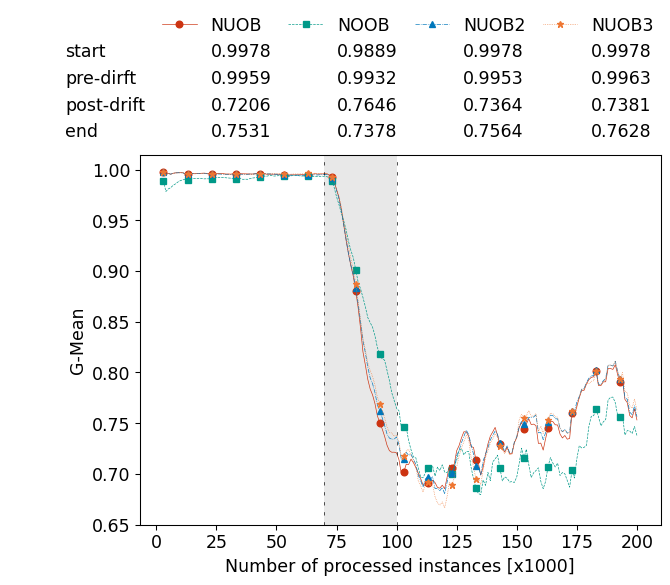 NUOB NOOB NUOB2 NUOB3
start 0.9978 0.9889 0.9978 0.9978
pre-dirft 0.9959 0.9932 0.9953 0.9963
post-drift 0.7206 0.7646 0.7364 0.7381
end 0.7531 0.7378 0.7564 0.7628
1.00
0.95
0.90
0.85
0.80
0.75
0.70
0.65
G-Mean
0 25 50 75 100 125 150 175 200
Number of processed instances [x1000]